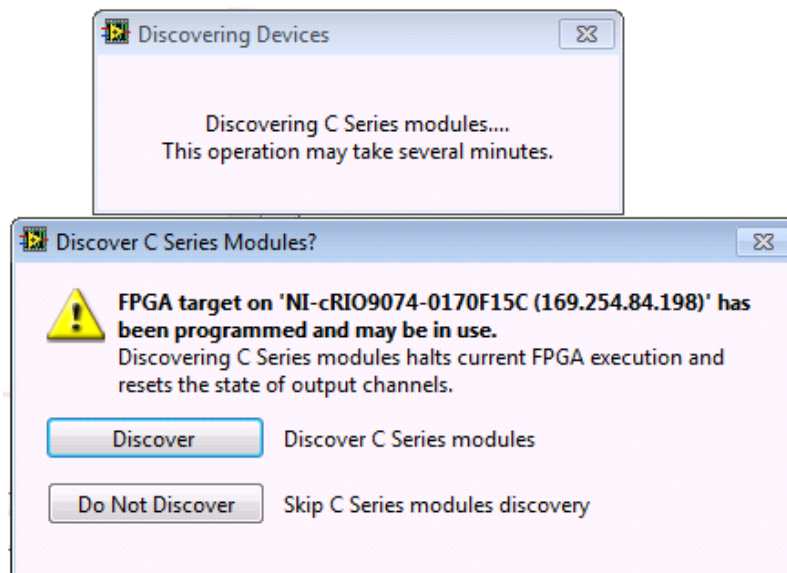 Discovering Devices
Discovering C Series modules....
This operation may take several minutes.
Discover C Series Modules?
FPGA target on 'NI-cRIO9074-0170F15C (169.254.84.198)' has
been programmed and may be in use.
Discovering C Series modules halts current FPGA execution and
resets the state of output channels.
Discover Discover C Series modules
Do Not Discover Skip C Series modules discovery